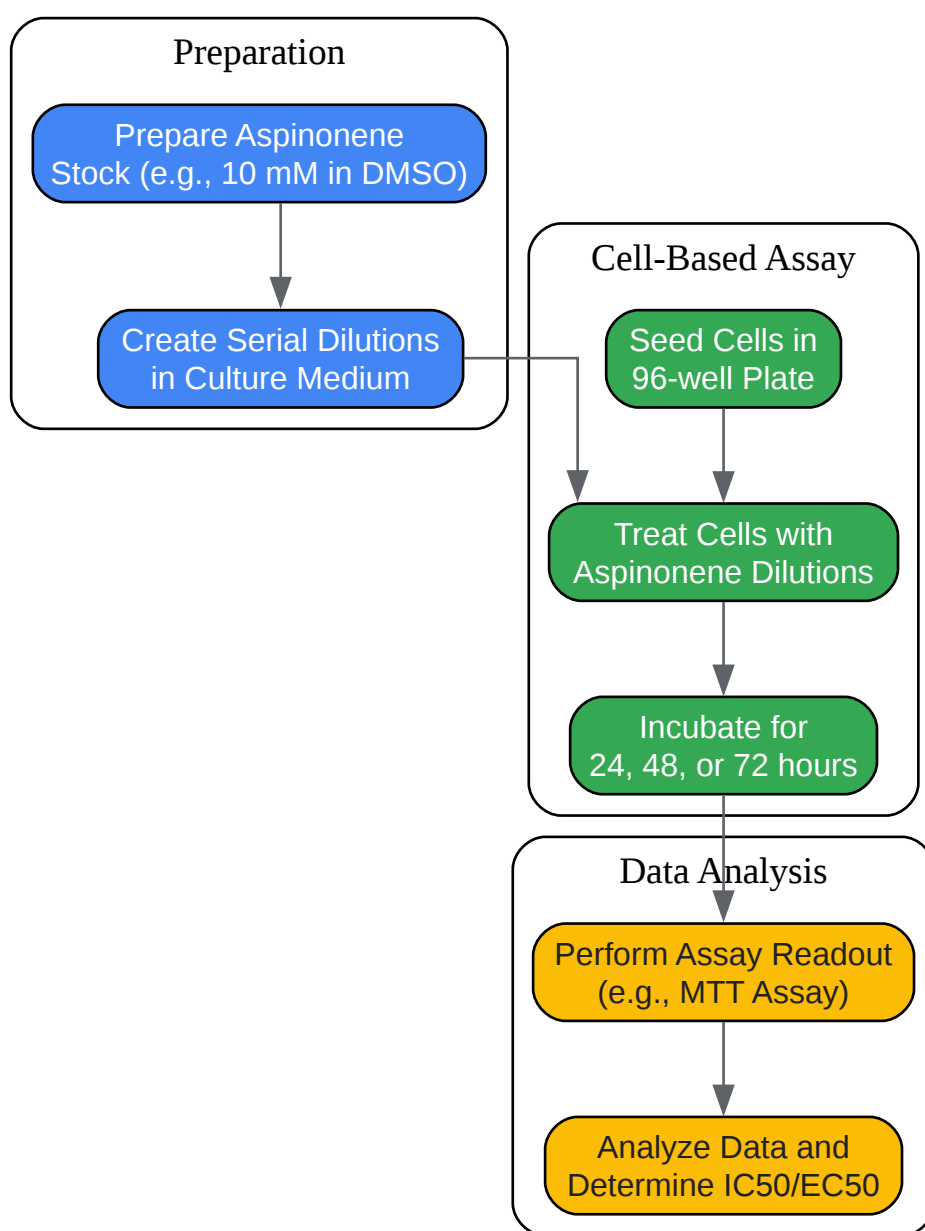 Preparation
Prepare Aspinonene
Stock (e.g., 10 mM in DMSO)
Create Serial Dilutions
in Culture Medium
Cell-Based Assay
Seed Cells in
96-well Plate
Treat Cells with
Aspinonene Dilutions
Incubate for
24, 48, or 72 hours
Data Analysis
Perform Assay Readout
(e.g., MTT Assay)
Analyze Data and
Determine IC50/EC50